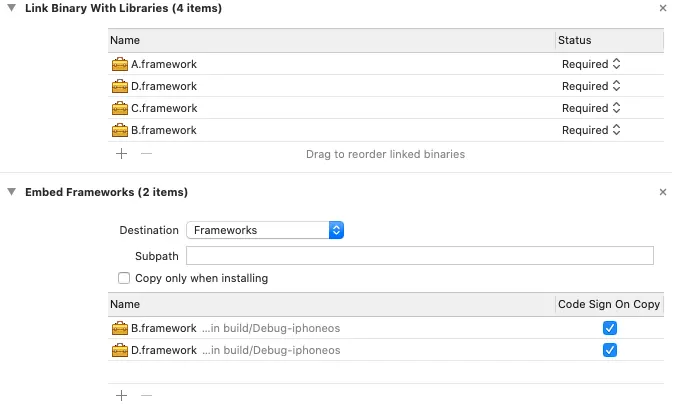 Link Binary With Libraries (4 items)
Name Status
A.framework Required
D.framework Required
C.framework Required
B.framework Required
Drag to reorder linked binaries
Embed Frameworks (2 items)
Destination Frameworks
Subpath
Copy only when installing
Name Code Sign On Copy
B.framework ...in build/Debug-iphoneos
D.framework ...in build/Debug-iphoneos